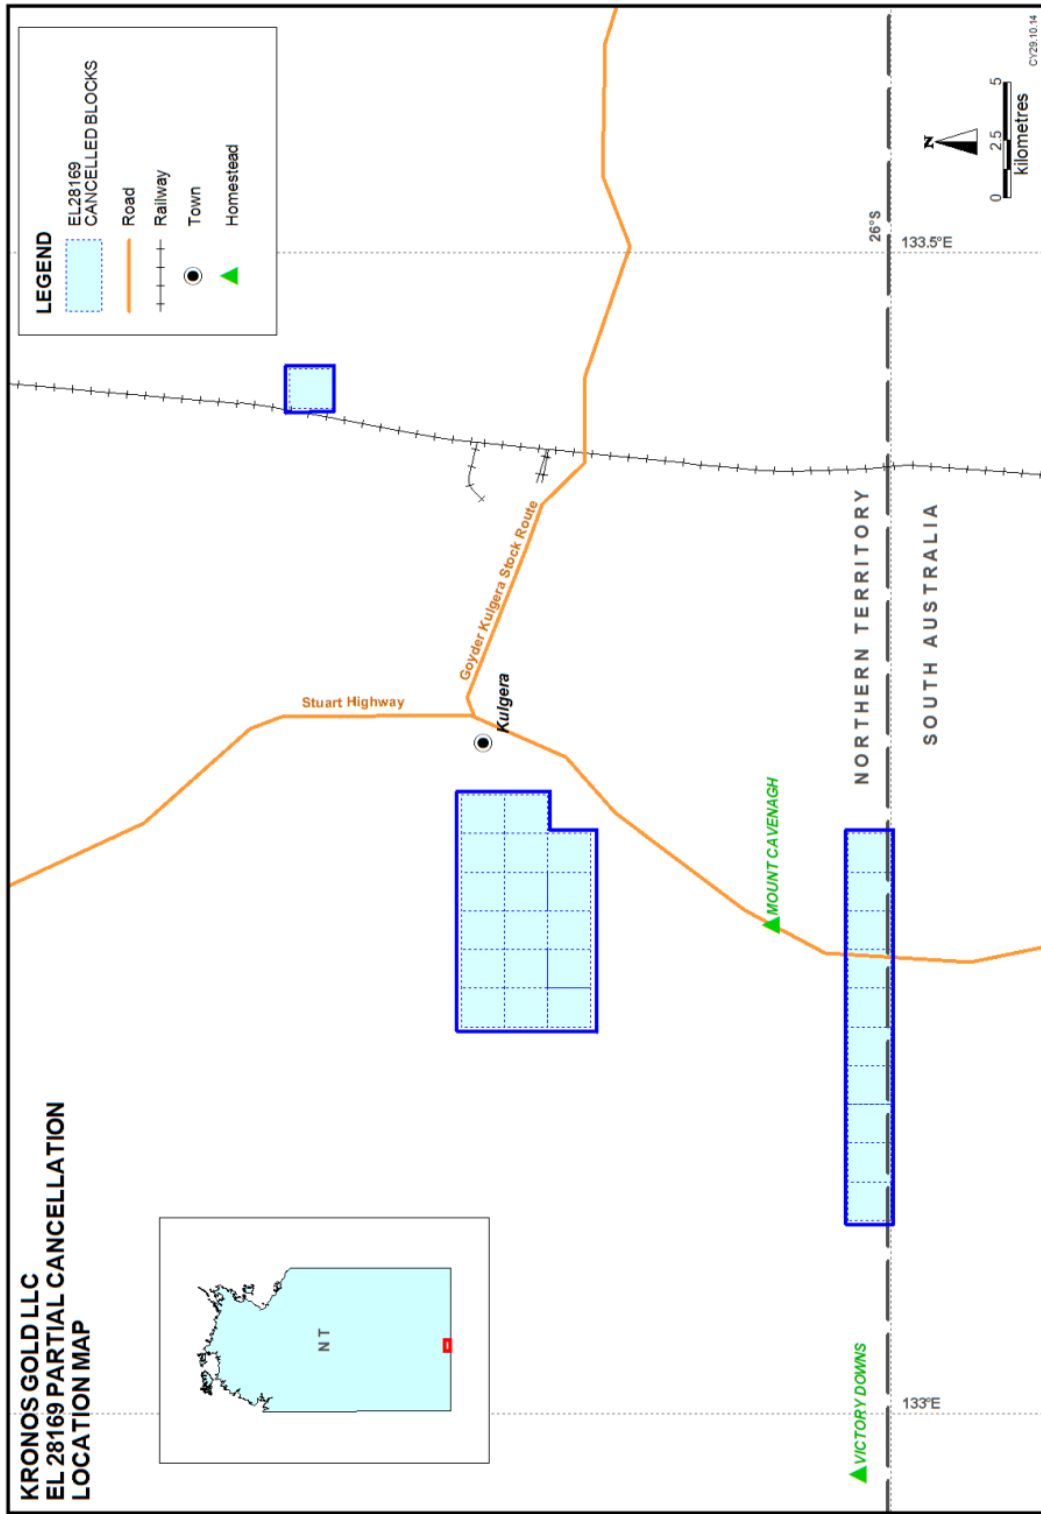 KRONOS GOLD LLC
EL 28169 PARTIAL CANCELLATION
LOCATION MAP
NT
LEGEND
EL28169
CANCELLED BLOCKS
Road
Railway
Town
Homestead
Stuart Highway
Goyder Kulgera Stock Route
Kulgera
MOUNT CAVENAGH
VICTORY DOWNS
NORTHERN TERRITORY
SOUTH AUSTRALIA
26°S
133°E
133.5°E
N
0 2.5 5
kilometres
CY29.10.14